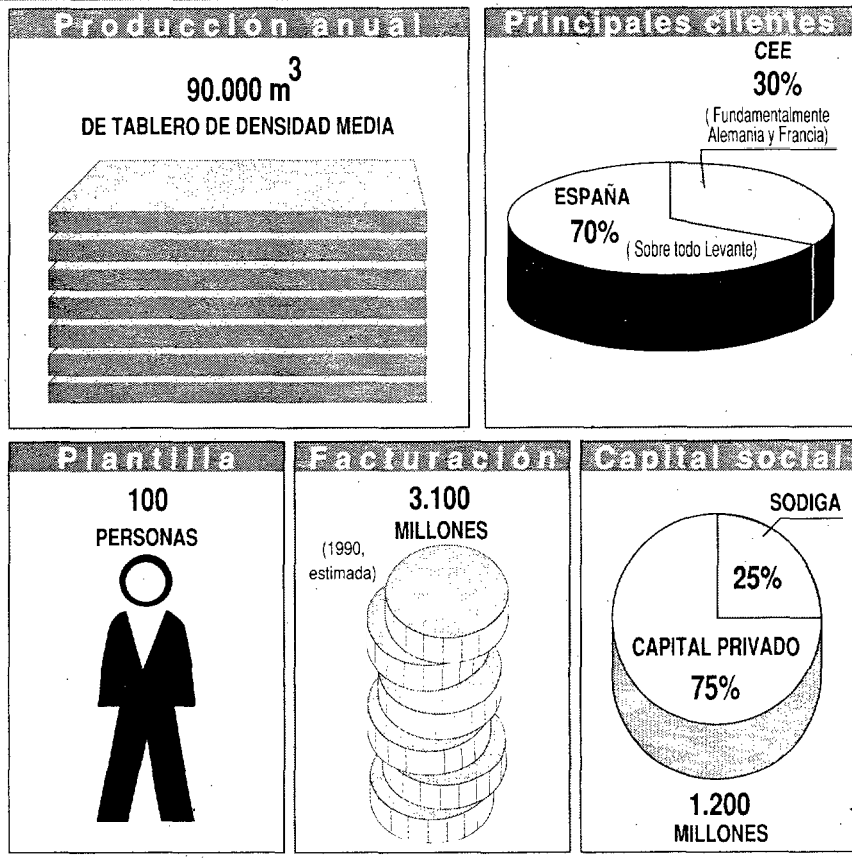 Producción anual
90.000 m3
DE TABLERO DE DENSIDAD MEDIA
Principales clientes
CEE
30%
( Fundamentalmente
Alemania y Francia)
ESPAÑA
70%
( Sobre todo Levante)
Plantilla
100
PERSONAS
Facturación
3.100
MILLONES
(1990,
estimada)
Capital social
SODIGA
25%
CAPITAL PRIVADO
75%
1.200
MILLONES